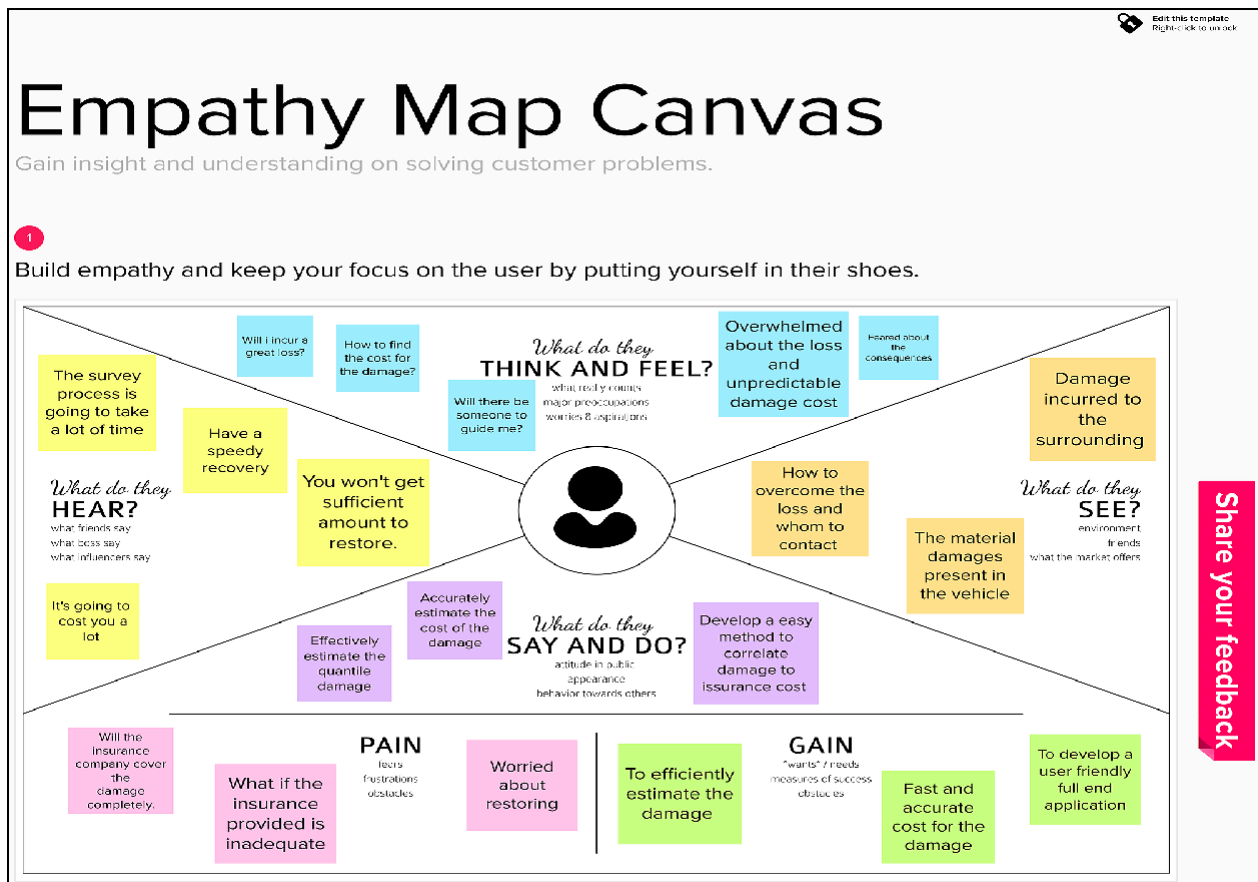 Edit this template
Right-click to unlock
Empathy Map Canvas
Gain insight and understanding on solving customer problems.
1
Build empathy and keep your focus on the user by putting yourself in their shoes.
Will i incur a
great loss?
How to find
the cost for
the damage?
What do they
THINK AND FEEL?
what really counts
major preoccupations
worries & aspirations
Will there be
someone to
guide me?
Overwhelmed
about the loss
and
unpredictable
damage cost
Feared about
the
consequences
The survey
process is
going to take
a lot of time
Have a
speedy
recovery
You won't get
sufficient
amount to
restore.
What do they
HEAR?
what friends say
what boss say
what influencers say
It's going to
cost you a
lot
Damage
incurred to
the
surrounding
How to
overcome the
loss and
whom to
contact
What do they
SEE?
environment
friends
what the market offers
The material
damages
present in
the vehicle
Accurately
estimate the
cost of the
damage
Effectively
estimate the
quantile
damage
What do they
SAY AND DO?
attitude in public
appearance
behavior towards others
Develop a easy
method to
correlate
damage to
issurance cost
Share your feedback
Will the
insurance
company cover
the
damage
completely.
What if the
insurance
provided is
inadequate
PAIN
fears
frustrations
obstacles
Worried
about
restoring
To efficiently
estimate the
damage
GAIN
"wants" / needs
measures of success
obstacles
Fast and
accurate
cost for the
damage
To develop a
user friendly
full end
application